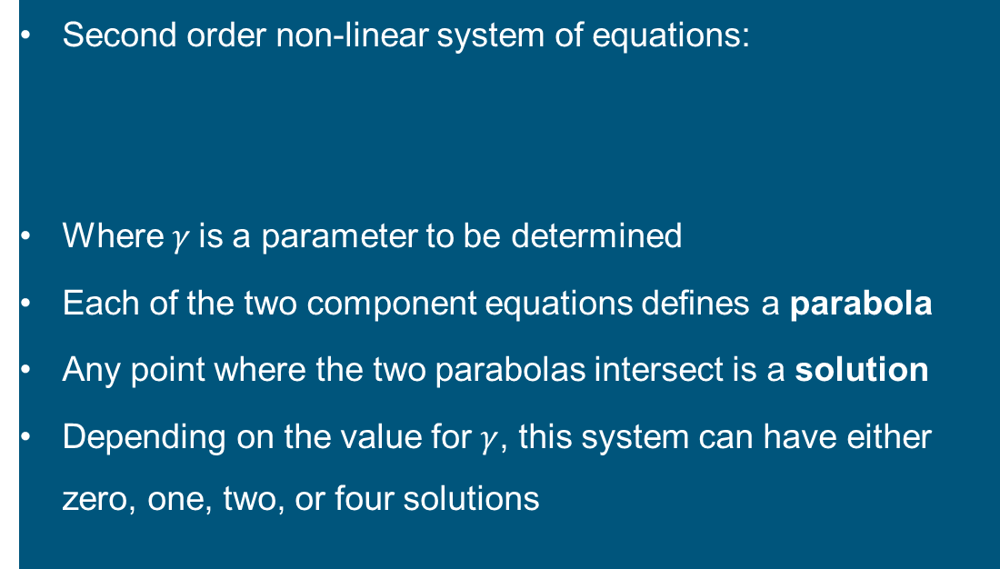 • Second order non-linear system of equations:
• Where 𝛾 is a parameter to be determined
• Each of the two component equations defines a parabola
• Any point where the two parabolas intersect is a solution
• Depending on the value for 𝛾, this system can have either
zero, one, two, or four solutions